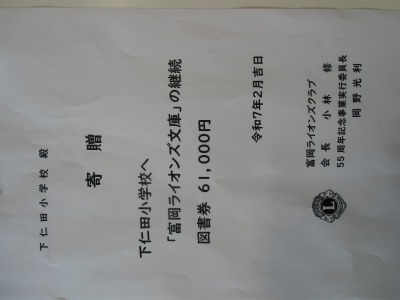 下仁田小学校 殿
寄 贈
下仁田小学校へ
「富岡ライオンズ文庫」の継続
図書券 61,000円
令和7年2月吉日
富岡ライオンズクラブ
会 長 小 林 修
55周年記念事業実行委員長
岡 野 光 利
L